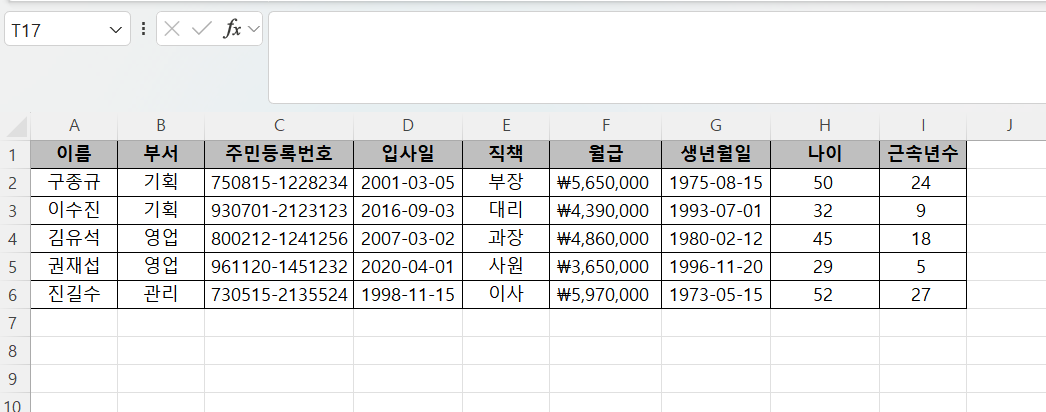 T17 fx
A B C D E F G H I J
1 이름 부서 주민등록번호 입사일 직책 월급 생년월일 나이 근속년수
2 구종규 기획 750815-1228234 2001-03-05 부장 ₩5,650,000 1975-08-15 50 24
3 이수진 기획 930701-2123123 2016-09-03 대리 ₩4,390,000 1993-07-01 32 9
4 김유석 영업 800212-1241256 2007-03-02 과장 ₩4,860,000 1980-02-12 45 18
5 권재섭 영업 961120-1451232 2020-04-01 사원 ₩3,650,000 1996-11-20 29 5
6 진길수 관리 730515-2135524 1998-11-15 이사 ₩5,970,000 1973-05-15 52 27
7
8
9
10